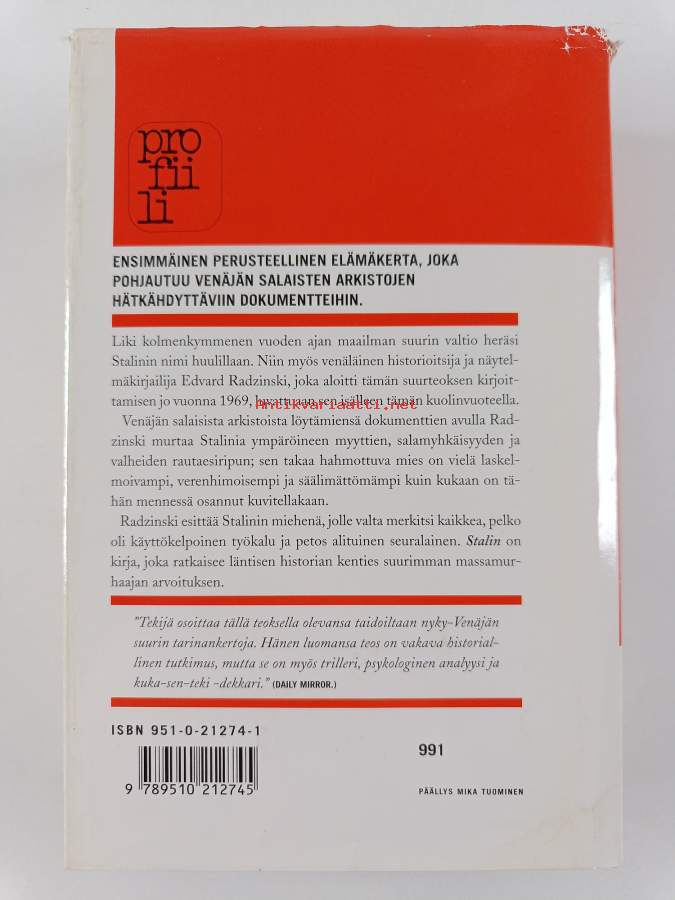 pro
fii
li
ENSIMMÄINEN PERUSTEELLINEN ELÄMÄKERTA, JOKA
POHJAUTUU VENÄJÄN SALAISTEN ARKISTOJEN
HÄTKÄHDYTTÄVIIN DOKUMENTTEIHIN.
Liki kolmenkymmenen vuoden ajan maailman suurin valtio heräsi
Stalinin nimi huulillaan. Niin myös venäläinen historioitsija ja näytel-
mäkirjailija Edvard Radzinski, joka aloitti tämän suurteoksen kirjoit-
tamisen jo vuonna 1969, luvattuaan sen isälleen tämän kuolinvuoteella.
Antikvariaatti.net
Venäjän salaisista arkistoista löytämiensä dokumenttien avulla Rad-
zinski murtaa Stalinia ympäröineen myyttien, salamyhkäisyyden ja
valheiden rautaesiripun; sen takaa hahmottuva mies on vielä laskel-
moivampi, verenhimoisempi ja säälimättömämpi kuin kukaan on tä-
hän mennessä osannut kuvitellakaan.
Radzinski esittää Stalinin miehenä, jolle valta merkitsi kaikkea, pelko
oli käyttökelpoinen työkalu ja petos alituinen seuralainen. Stalin on
kirja, joka ratkaisee läntisen historian kenties suurimman massamur-
haajan arvoituksen.
"Tekijä osoittaa tällä teoksella olevansa taidoiltaan nyky-Venäjän
suurin tarinankertoja. Hänen luomansa teos on vakava historial-
linen tutkimus, mutta se on myös trilleri, psykologinen analyysi ja
kuka-sen-teki -dekkari." (DAILY MIRROR.)
ISBN 951-0-21274-1
991
9 789510 212745
PÄÄLLYS MIKA TUOMINEN